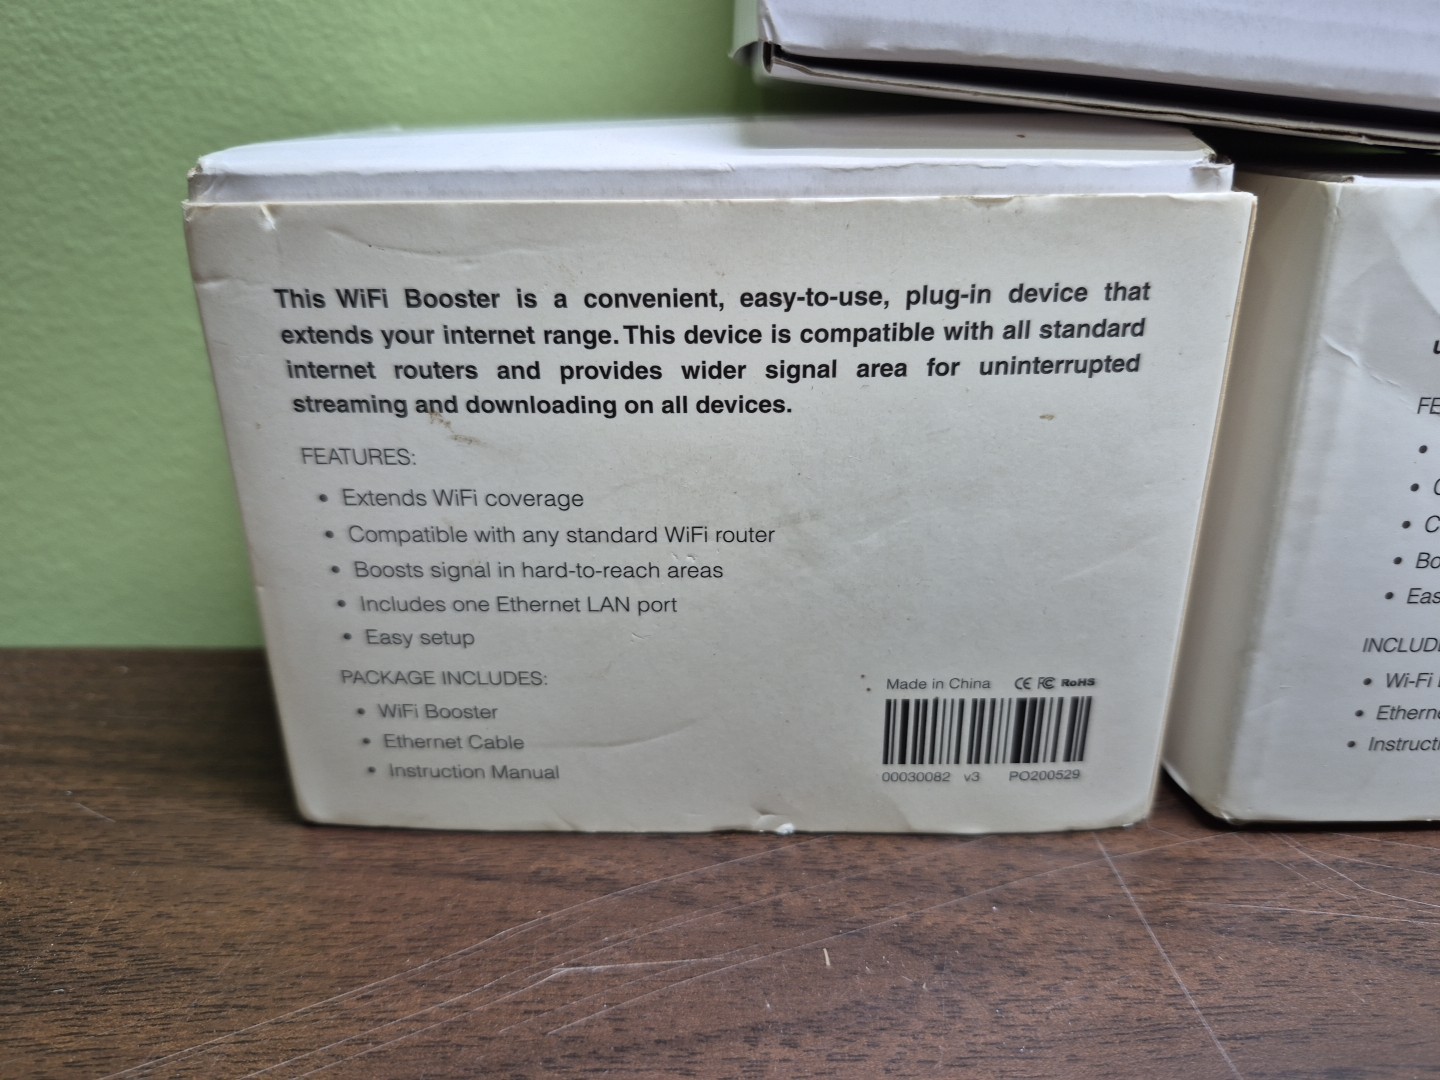 This WiFi Booster is a convenient, easy-to-use, plug-in device that
extends your internet range. This device is compatible with all standard
internet routers and provides wider signal area for uninterrupted
streaming and downloading on all devices.
FEATURES:
• Extends WiFi coverage
• Compatible with any standard WiFi router
• Boosts signal in hard-to-reach areas
• Includes one Ethernet LAN port
• Easy setup
PACKAGE INCLUDES:
• WiFi Booster
• Ethernet Cable
• Instruction Manual
Made in China CE FC RoHS
00030082 v3 PO200529
• Wi-Fi